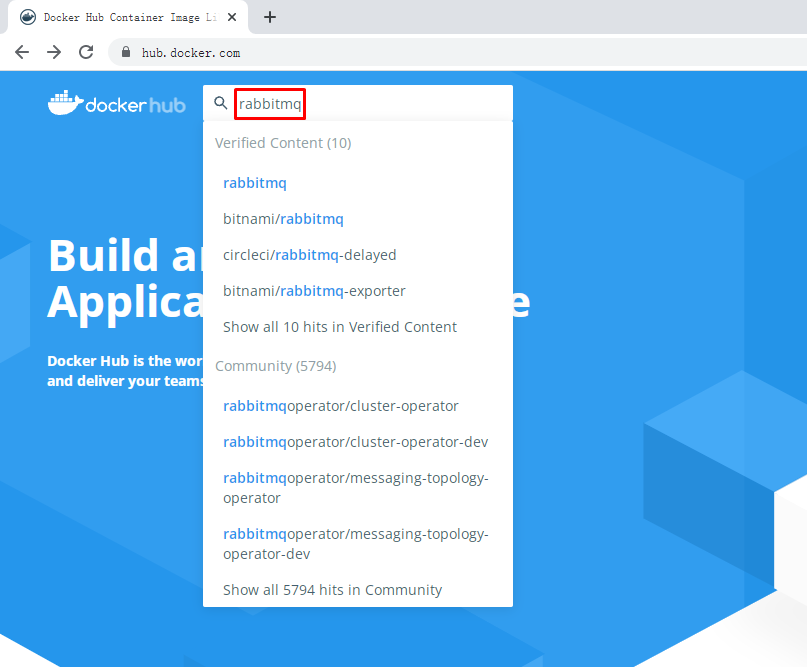 Docker Hub Container Image Li
hub.docker.com
dockerhub
rabbitmq
Verified Content (10)
rabbitmq
bitnami/rabbitmq
circleci/rabbitmq-delayed
bitnami/rabbitmq-exporter
Show all 10 hits in Verified Content
Community (5794)
rabbitmqoperator/cluster-operator
rabbitmqoperator/cluster-operator-dev
rabbitmqoperator/messaging-topology-
operator
rabbitmqoperator/messaging-topology-
operator-dev
Show all 5794 hits in Community
Build
Applica e
Docker Hub is the wor
and deliver your teams